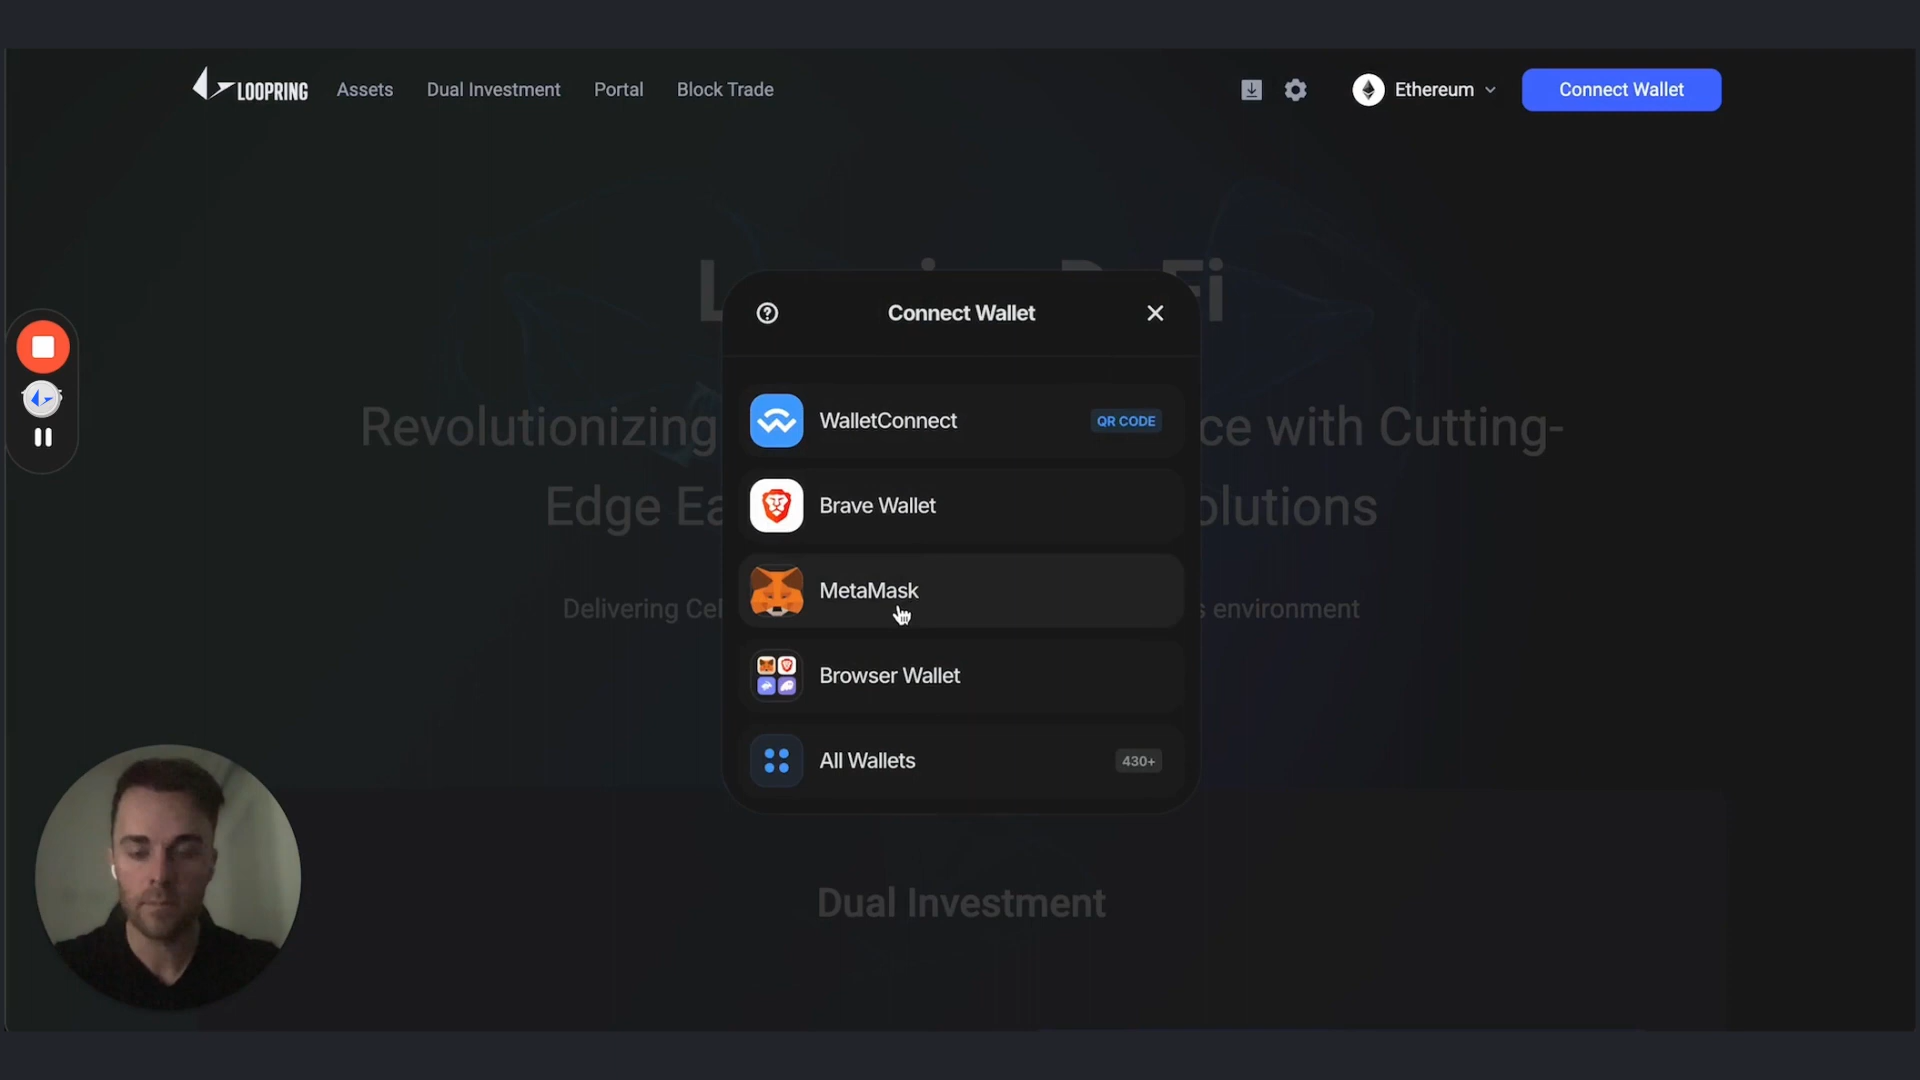 LOOPRING Assets Dual Investment Portal Block Trade Ethereum Connect Wallet
Connect Wallet
WalletConnect QR CODE
Brave Wallet
MetaMask
Browser Wallet
All Wallets 430+
Revolutionizing ce with Cutting-
Edge Ea olutions
Delivering Cef s environment
Dual Investment